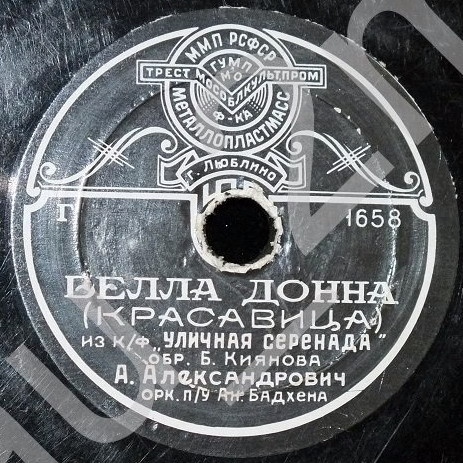 ММП РСФСР
ГУМП
МО
ТРЕСТ МОСОБЛКУЛЬТПРОМ
Ф-КА
МЕТАЛЛОПЛАСТМАСС
Г. ЛЮБЛИНО
Г 1658
БЕЛЛА ДОННА
(КРАСАВИЦА)
ИЗ К/Ф „УЛИЧНАЯ СЕРЕНАДА"
ОБР. Б. КИЯНОВА
А. АЛЕКСАНДРОВИЧ
ОРК. П/У АН. БАДХЕНА